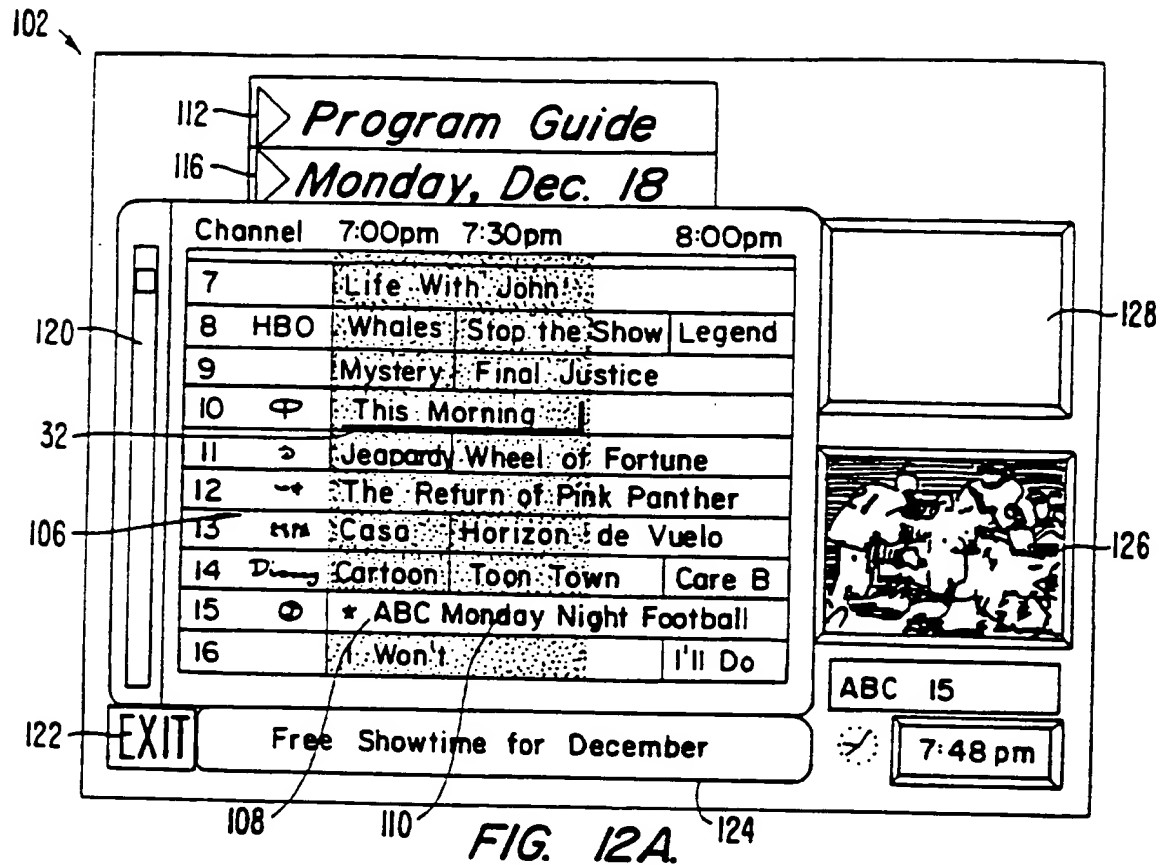 102
112
Program Guide
116
Monday, Dec. 18
Channel 7:00pm 7:30pm 8:00pm
7 Life With John
8 HBO Whales Stop the Show Legend
9 Mystery Final Justice
10 This Morning
11 Jeapardy Wheel of Fortune
12 The Return of Pink Panther
13 Casa Horizon de Vuelo
14 Disney Cartoon Toon Town Care B
15 * ABC Monday Night Football
16 I Won't I'll Do
120
32
106
128
126
ABC 15
122
EXIT
Free Showtime for December
7:48 pm
108
110
124
FIG. 12A.